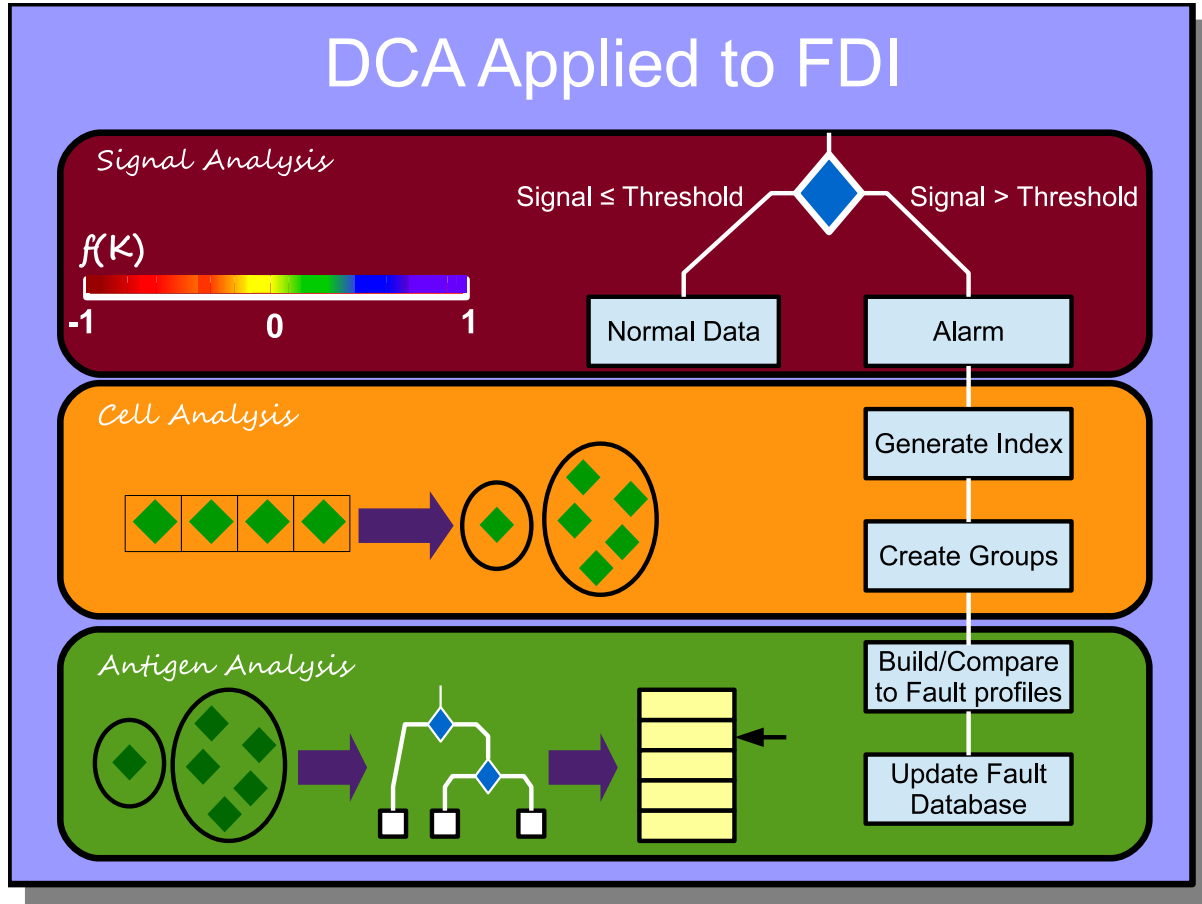 DCA Applied to FDI
Signal Analysis
Signal ≤ Threshold
Signal > Threshold
f(K)
-1
0
1
Normal Data
Alarm
Cell Analysis
Generate Index
Create Groups
Antigen Analysis
Build/Compare
to Fault profiles
Update Fault
Database